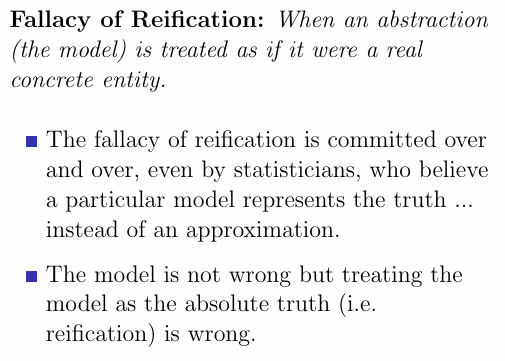 Fallacy of Reification: When an abstraction
(the model) is treated as if it were a real
concrete entity.
The fallacy of reification is committed over
and over, even by statisticians, who believe
a particular model represents the truth ...
instead of an approximation.
The model is not wrong but treating the
model as the absolute truth (i.e.
reification) is wrong.